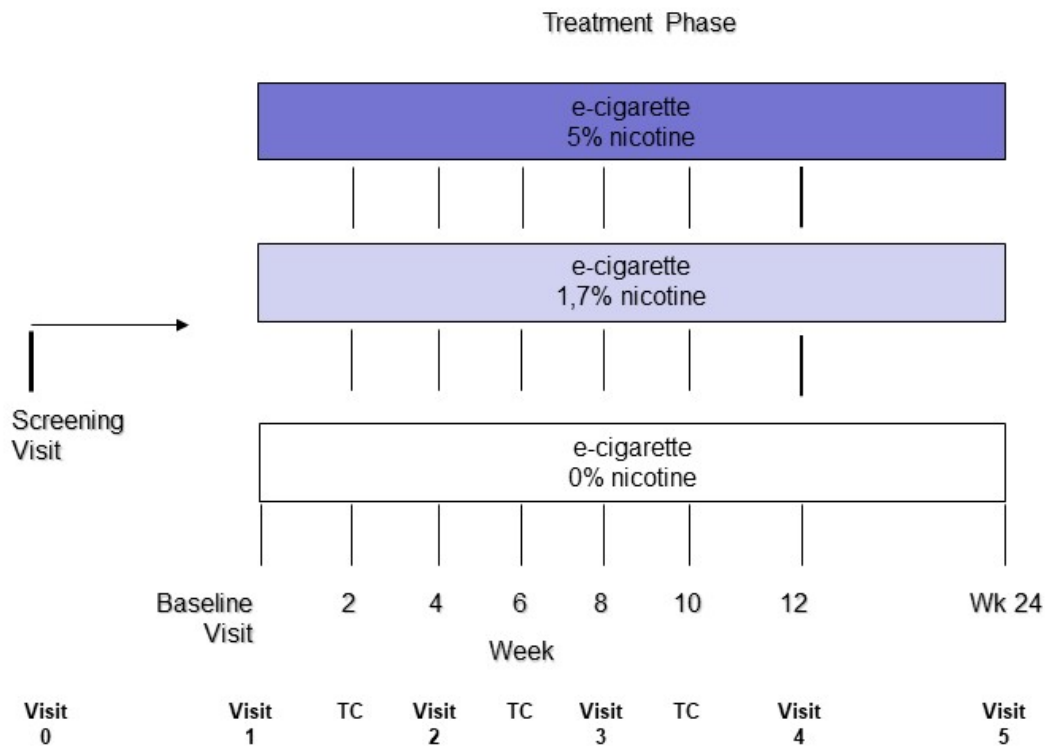 Treatment Phase
e-cigarette
5% nicotine
e-cigarette
1,7% nicotine
Screening
Visit
e-cigarette
0% nicotine
Baseline
Visit
2 4 6 8 10 12 Wk 24
Week
Visit TC Visit TC Visit TC Visit Visit
0 1 2 3 4 5